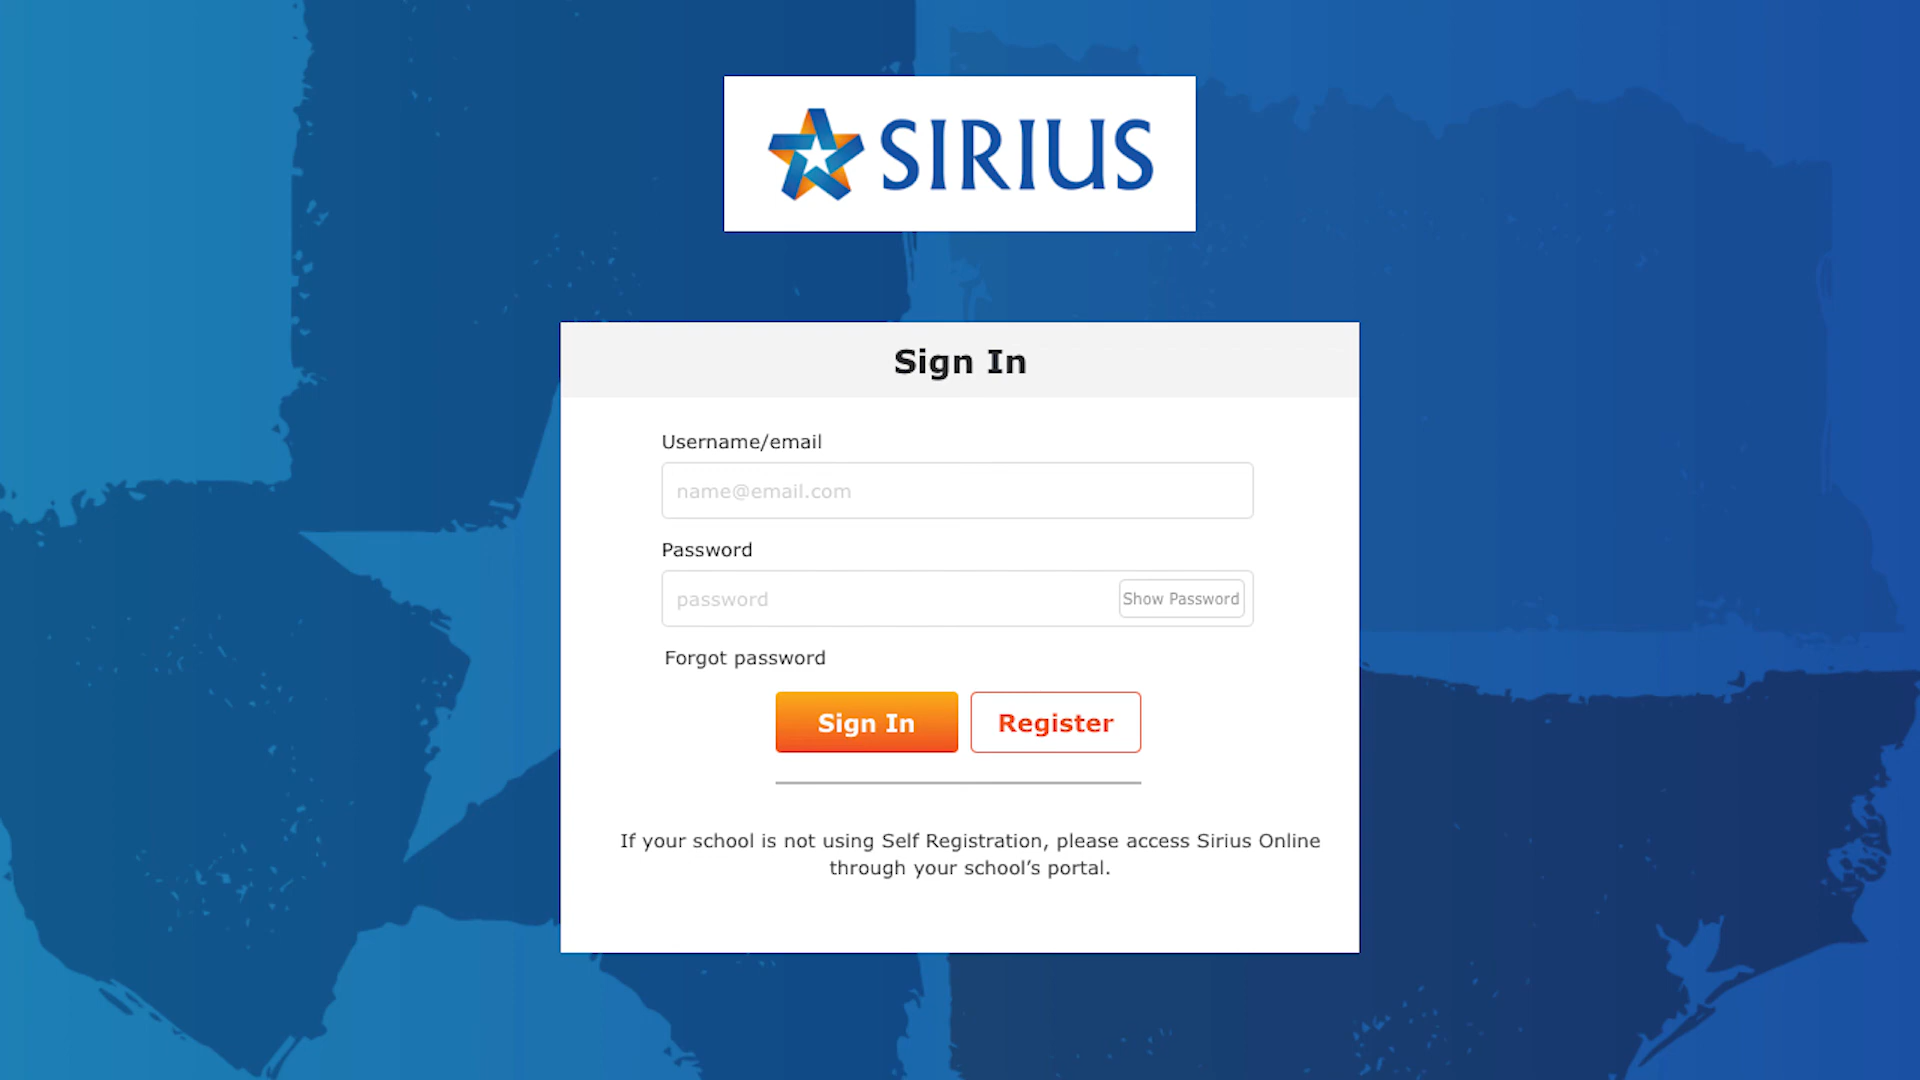 SIRIUS
Sign In
Username/email
name@email.com
Password
password
Show Password
Forgot password
Sign In
Register
If your school is not using Self Registration, please access Sirius Online
through your school’s portal.